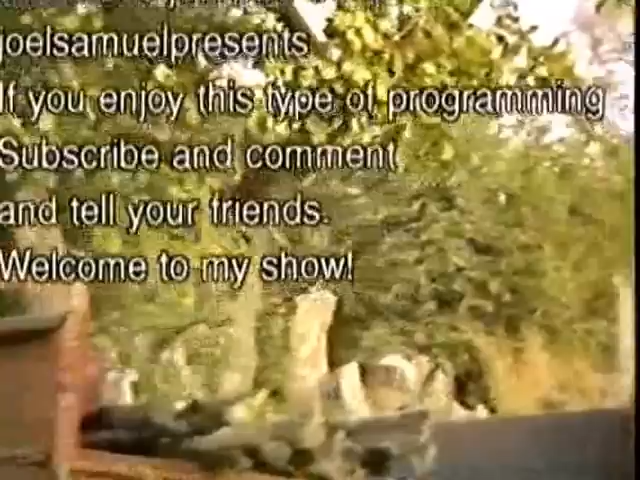 joelsamuelpresents
If you enjoy this type of programming
Subscribe and comment
and tell your friends.
Welcome to my show!